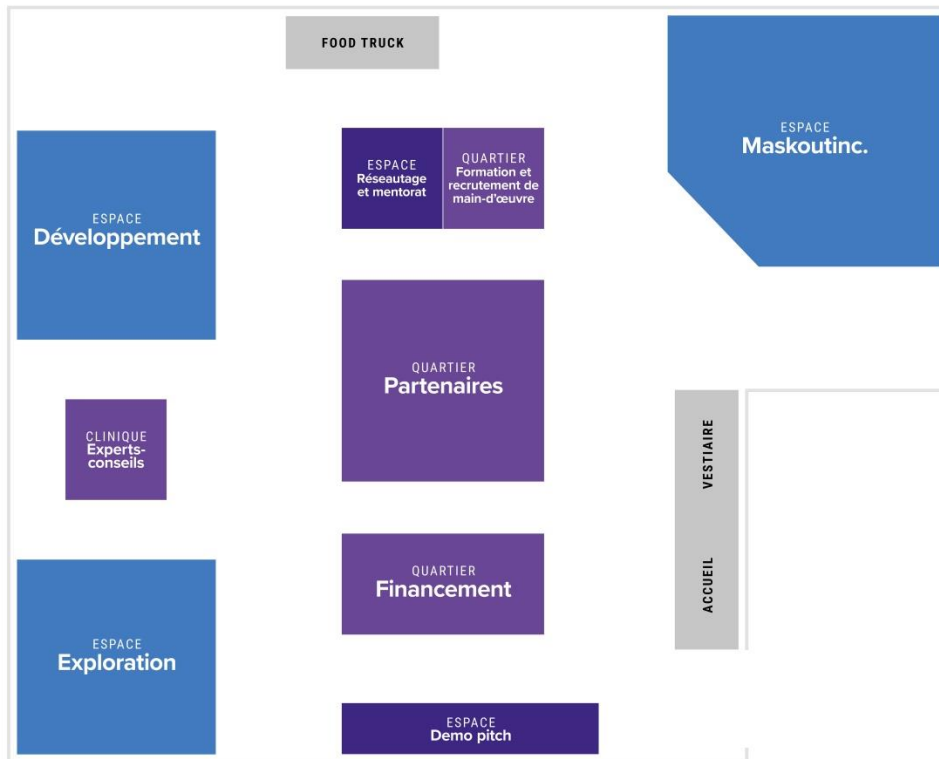 FOOD TRUCK
ESPACE
Maskoutinc.
ESPACE
Développement
ESPACE
Réseautage
et mentorat
QUARTIER
Formation et
recrutement de
main-d'œuvre
QUARTIER
Partenaires
CLINIQUE
Experts-
conseils
VESTIAIRE
ACCUEIL
QUARTIER
Financement
ESPACE
Exploration
ESPACE
Demo pitch